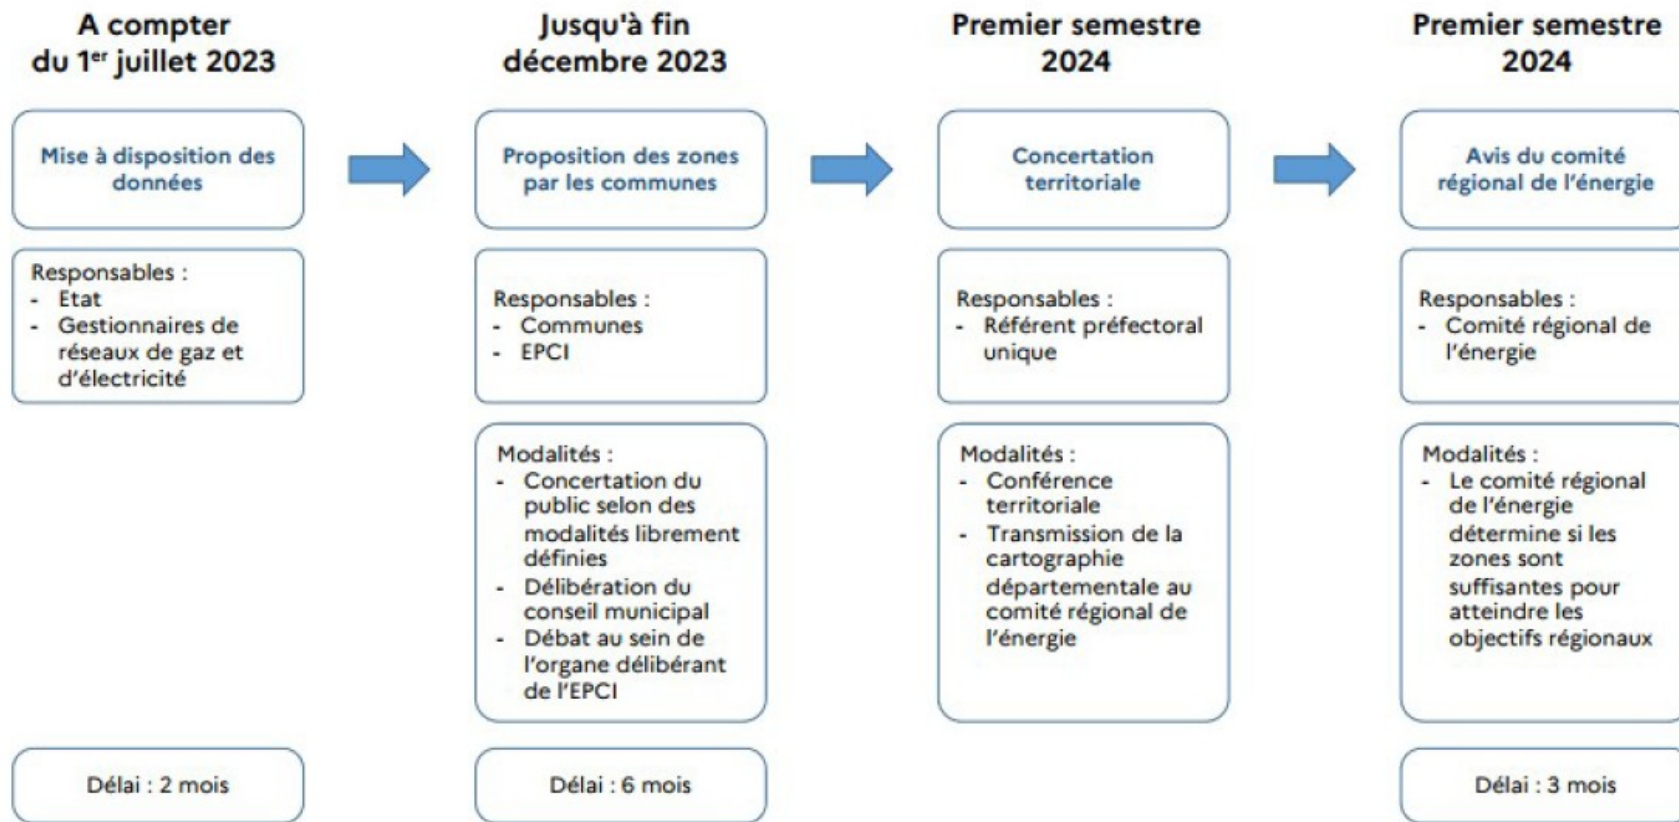 A compter
du 1er juillet 2023
Mise à disposition des
données
Responsables :
- Etat
- Gestionnaires de
réseaux de gaz et
d'électricité
Délai : 2 mois
Jusqu'à fin
décembre 2023
Proposition des zones
par les communes
Responsables :
- Communes
- EPCI
Modalités :
- Concertation du
public selon des
modalités librement
définies
- Délibération du
conseil municipal
- Débat au sein de
l'organe délibérant
de l'EPCI
Délai : 6 mois
Premier semestre
2024
Concertation
territoriale
Responsables :
- Référent préfectoral
unique
Modalités :
- Conférence
territoriale
- Transmission de la
cartographie
départementale au
comité régional de
l'énergie
Premier semestre
2024
Avis du comité
régional de l'énergie
Responsables :
- Comité régional de
l'énergie
Modalités :
- Le comité régional
de l'énergie
détermine si les
zones sont
suffisantes pour
atteindre les
objectifs régionaux
Délai : 3 mois